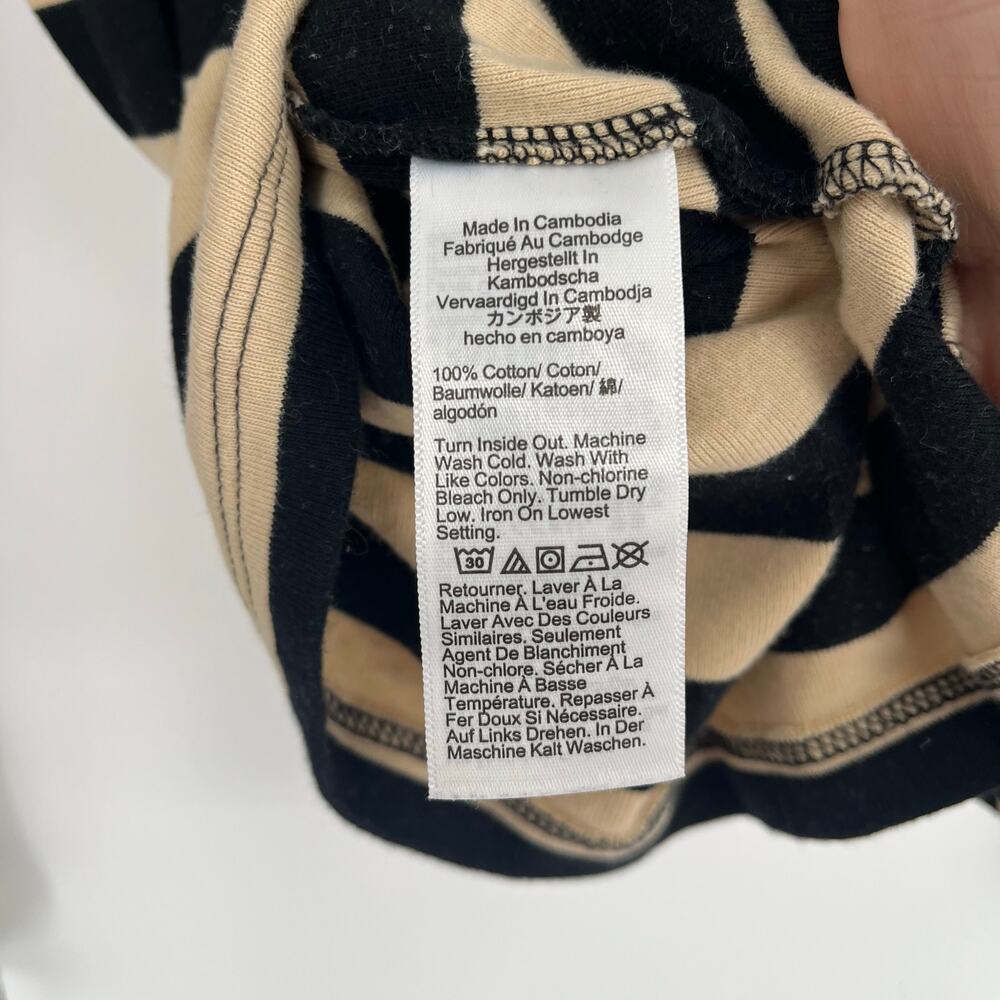 Made In Cambodia
Fabriqué Au Cambodge
Hergestellt In
Kambodscha
Vervaardigd In Cambodja
カンボジア製
hecho en camboya
100% Cotton/ Coton/
Baumwolle/ Katoen/ 綿/
algodón
Turn Inside Out. Machine
Wash Cold. Wash With
Like Colors. Non-chlorine
Bleach Only. Tumble Dry
Low. Iron On Lowest
Setting.
30
Retourner. Laver À La
Machine À L'eau Froide.
Laver Avec Des Couleurs
Similaires. Seulement
Agent De Blanchiment
Non-chlore. Sécher À La
Machine À Basse
Température. Repasser À
Fer Doux Si Nécessaire.
Auf Links Drehen. In Der
Maschine Kalt Waschen.